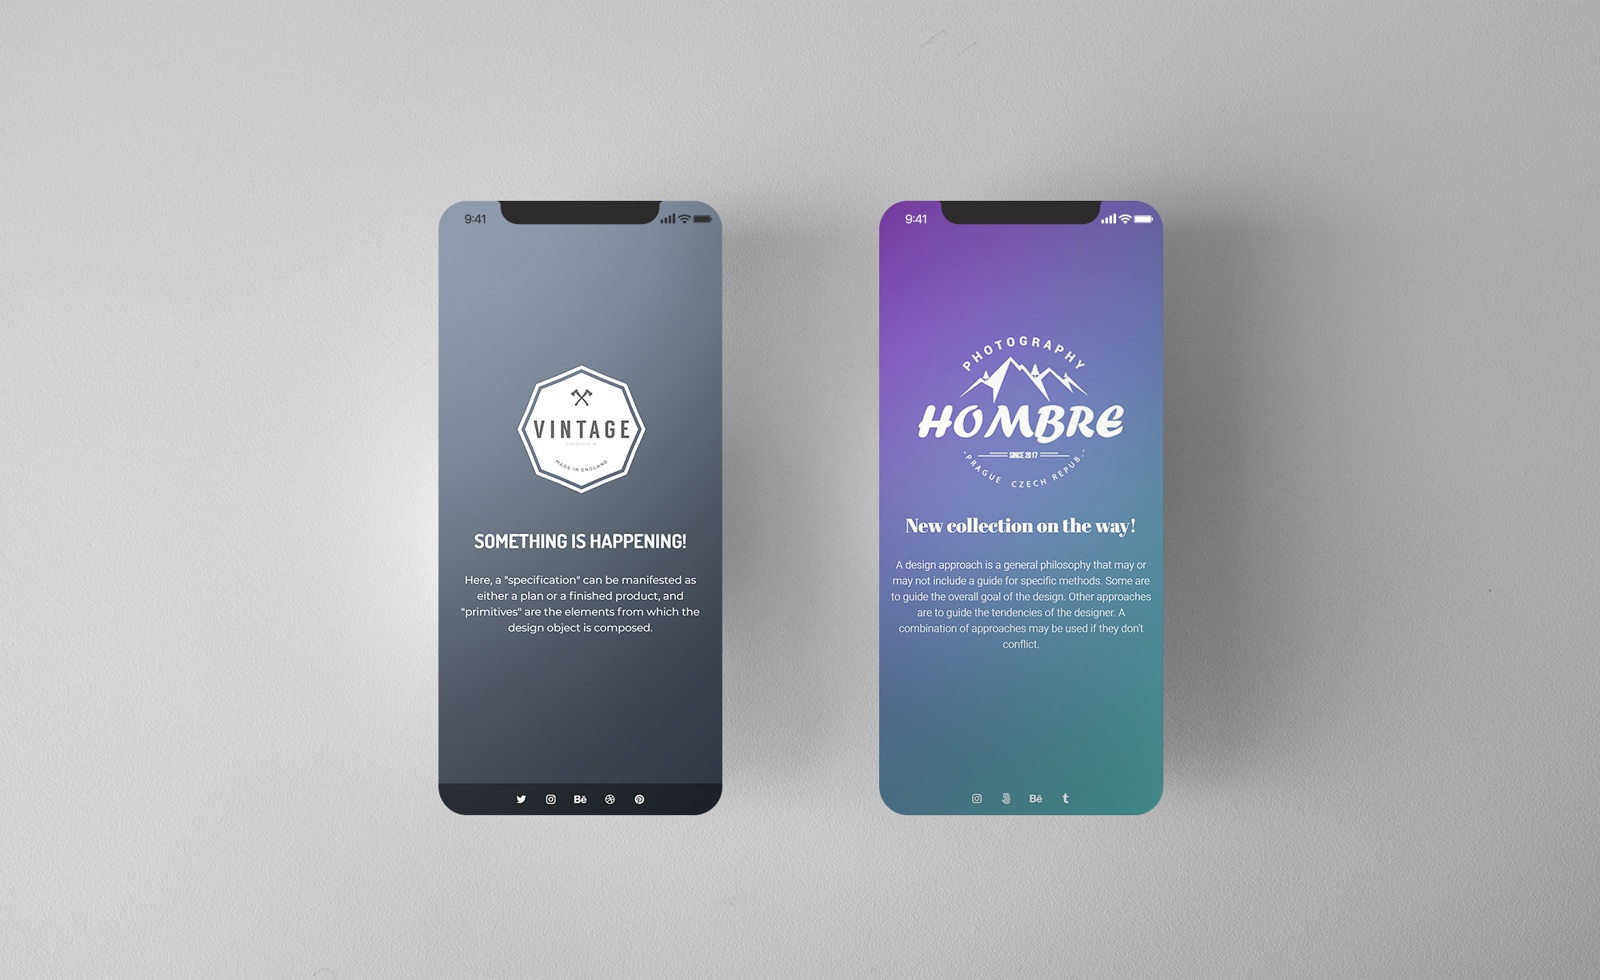 9:41
VINTAGE
MADE IN ENGLAND
SOMETHING IS HAPPENING!
Here, a "specification" can be manifested as
either a plan or a finished product, and
"primitives" are the elements from which the
design object is composed.
Bē
9:41
PHOTOGRAPHY
HOMBRE
SINCE 2017
PRAGUE CZECH REPUB.
New collection on the way!
A design approach is a general philosophy that may or
may not include a guide for specific methods. Some are
to guide the overall goal of the design. Other approaches
are to guide the tendencies of the designer. A
combination of approaches may be used if they don't
conflict.
Bē
t